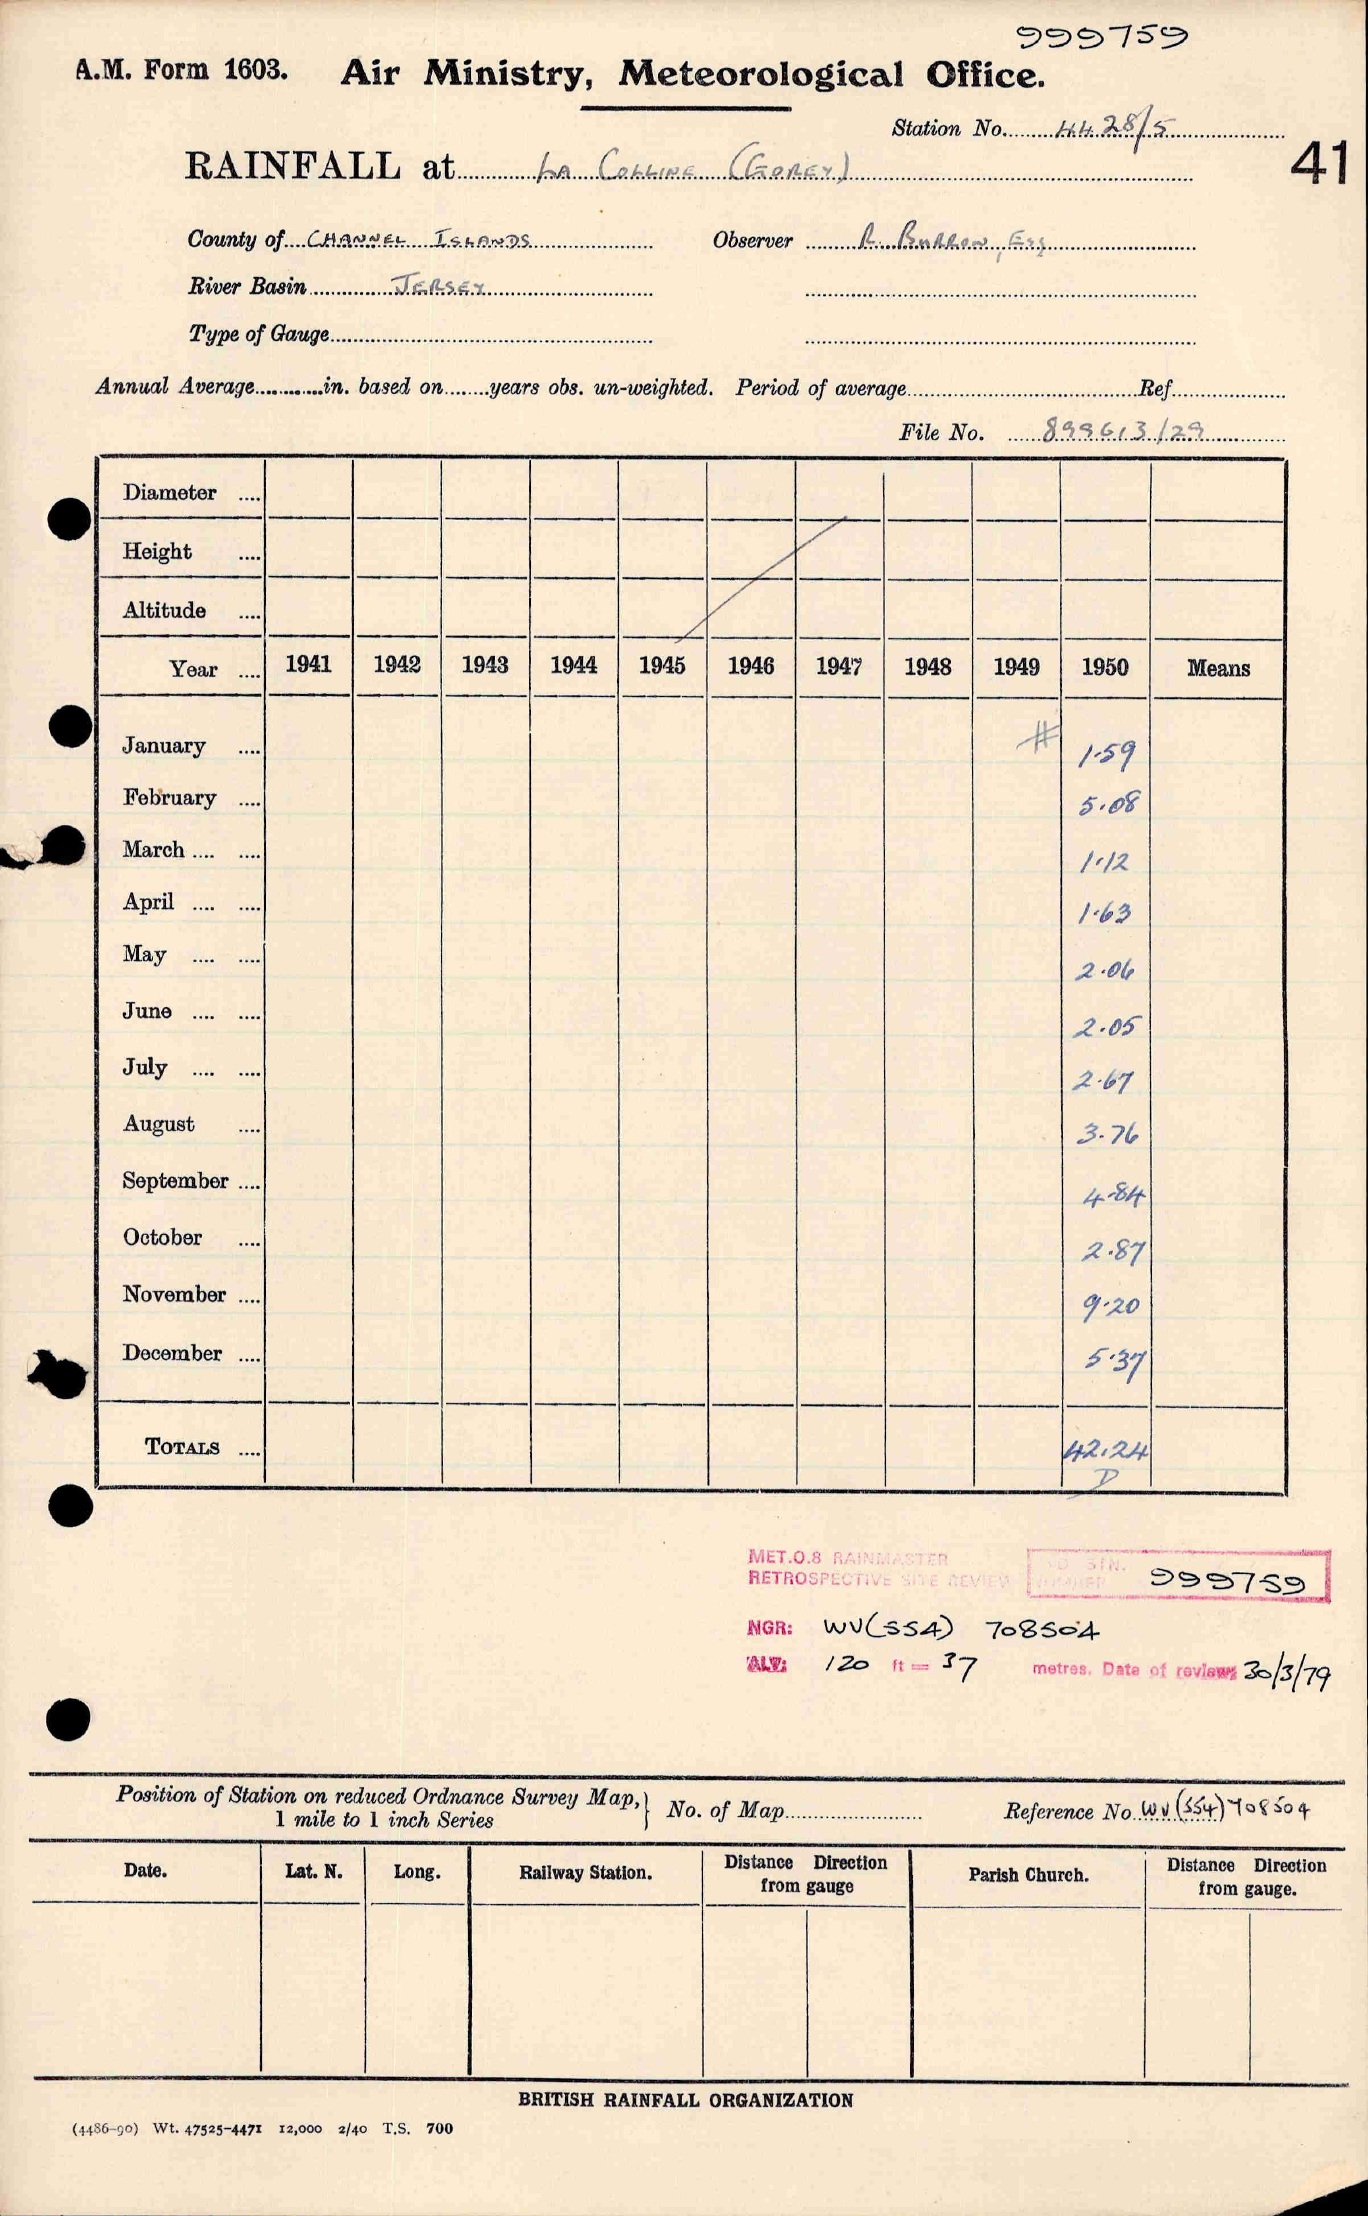 999759
A.M. Form 1603. Air Ministry, Meteorological Office.
Station No. 4428/5
41
RAINFALL at LA COLLINE (GOREY)
County of CHANNEL ISLANDS Observer R. BURROW, ESQ
River Basin JERSEY
Type of Gauge
Annual Average in. based on years obs. un-weighted. Period of average Ref
File No. 899613/29
Diameter
Height
Altitude
Year 1941 1942 1943 1944 1945 1946 1947 1948 1949 1950 Means
January # 1.59
February 5.08
March 1.12
April 1.63
May 2.06
June 2.05
July 2.67
August 3.76
September 4.84
October 2.87
November 9.20
December 5.37
TOTALS 42.24
D
MET.O.8 RAINMASTER
RETROSPECTIVE SITE REVIEW STN. NUMBER 999759
NGR: WV(SS4) 708504
ALT: 120 ft = 37 metres. Date of review: 30/3/79
Position of Station on reduced Ordnance Survey Map, 1 mile to 1 inch Series } No. of Map Reference No. WV(SS4) 708504
Date. Lat. N. Long. Railway Station. Distance Direction from gauge Parish Church. Distance Direction from gauge.
BRITISH RAINFALL ORGANIZATION
(4486-90) Wt. 47525-4471 12,000 2/40 T.S. 700